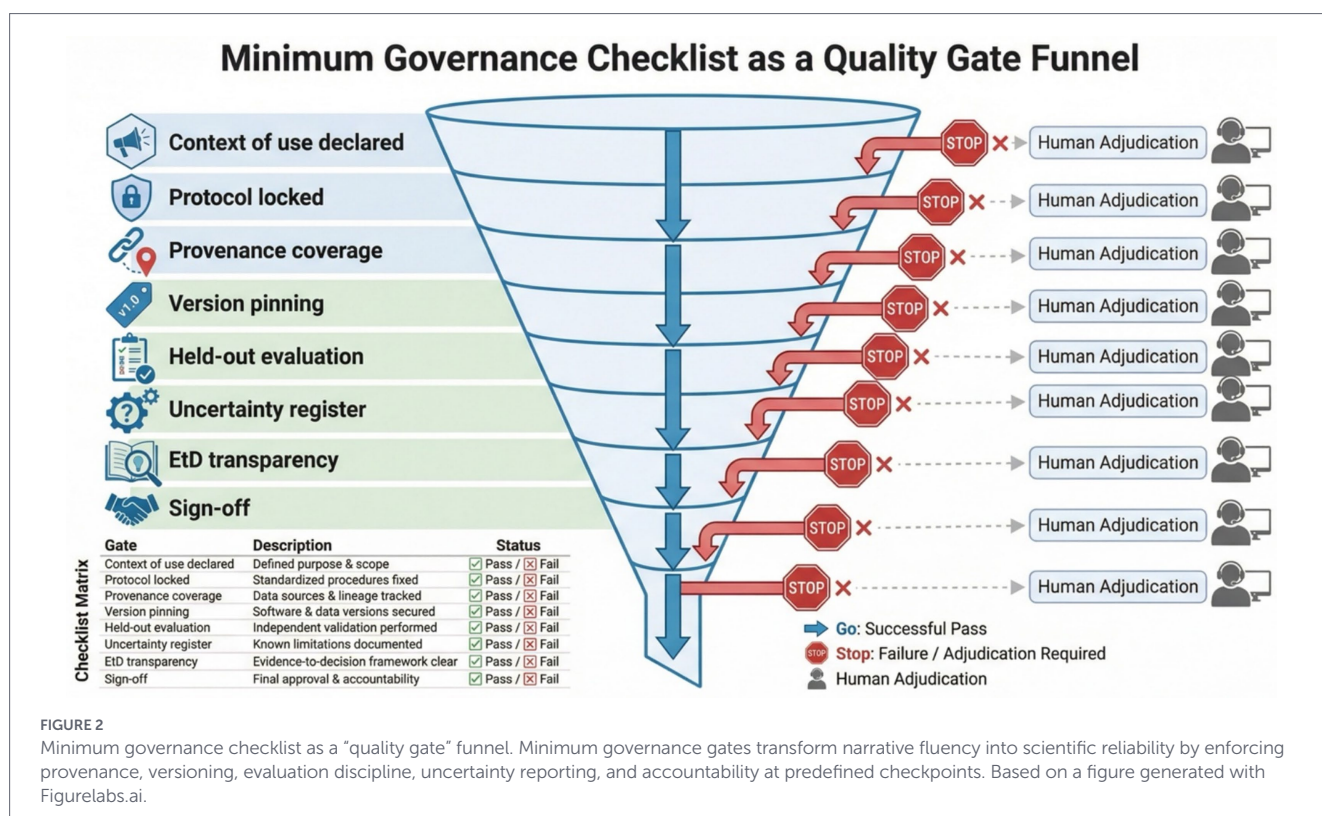 Minimum Governance Checklist as a Quality Gate Funnel
Context of use declared
STOP
Human Adjudication
Protocol locked
STOP
Human Adjudication
Provenance coverage
STOP
Human Adjudication
v1.0
Version pinning
STOP
Human Adjudication
Held-out evaluation
STOP
Human Adjudication
?
Uncertainty register
STOP
Human Adjudication
EtD transparency
STOP
Human Adjudication
Sign-off
STOP
Human Adjudication
STOP
Human Adjudication
Checklist Matrix
Gate Description Status
Context of use declared Defined purpose & scope Pass / Fail
Protocol locked Standardized procedures fixed Pass / Fail
Provenance coverage Data sources & lineage tracked Pass / Fail
Version pinning Software & data versions secured Pass / Fail
Held-out evaluation Independent validation performed Pass / Fail
Uncertainty register Known limitations documented Pass / Fail
EtD transparency Evidence-to-decision framework clear Pass / Fail
Sign-off Final approval & accountability Pass / Fail
Go: Successful Pass
STOP Stop: Failure / Adjudication Required
Human Adjudication
FIGURE 2
Minimum governance checklist as a "quality gate" funnel. Minimum governance gates transform narrative fluency into scientific reliability by enforcing
provenance, versioning, evaluation discipline, uncertainty reporting, and accountability at predefined checkpoints. Based on a figure generated with
Figurelabs.ai.